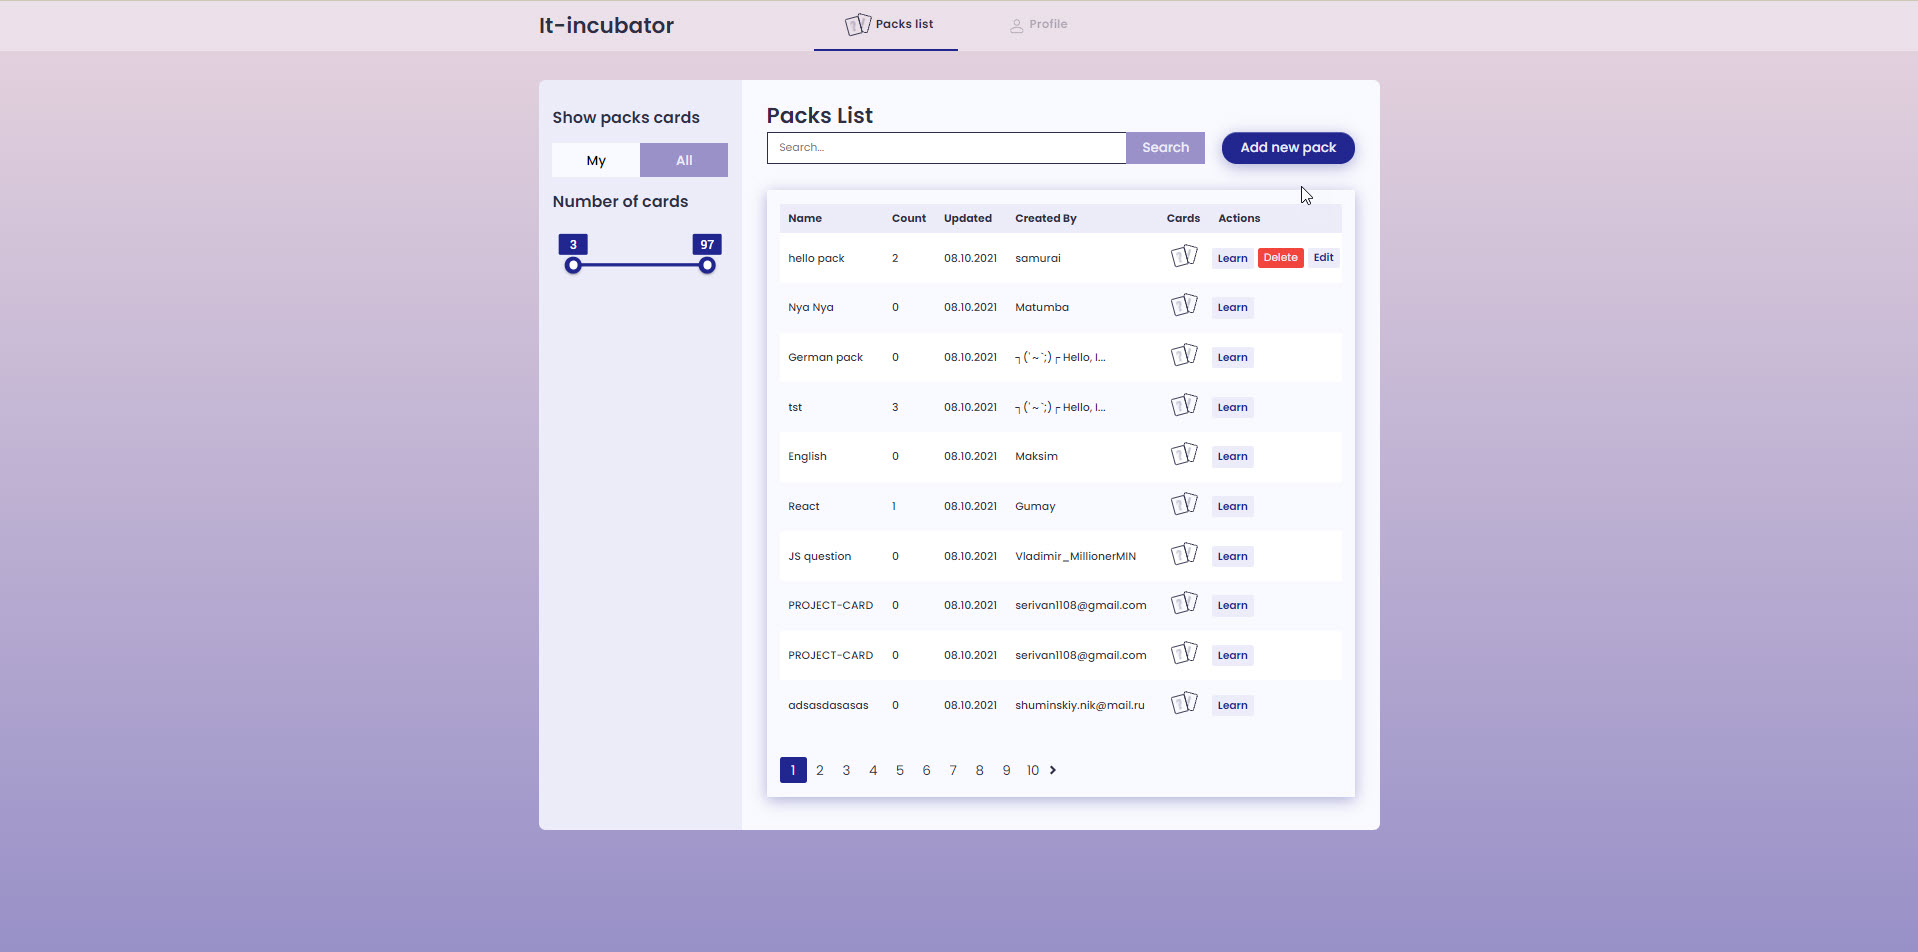 It-incubator
Packs list
Profile
Show packs cards
My All
Number of cards
3 97
Packs List
Search...
Search
Add new pack
Name Count Updated Created By Cards Actions
hello pack 2 08.10.2021 samurai Learn Delete Edit
Nya Nya 0 08.10.2021 Matumba Learn
German pack 0 08.10.2021 ┐('~`;)┌ Hello, I... Learn
tst 3 08.10.2021 ┐('~`;)┌ Hello, I... Learn
English 0 08.10.2021 Maksim Learn
React 1 08.10.2021 Gumay Learn
JS question 0 08.10.2021 Vladimir_MillionerMIN Learn
PROJECT-CARD 0 08.10.2021 serivan1108@gmail.com Learn
PROJECT-CARD 0 08.10.2021 serivan1108@gmail.com Learn
adsasdasasas 0 08.10.2021 shuminskiy.nik@mail.ru Learn
1 2 3 4 5 6 7 8 9 10